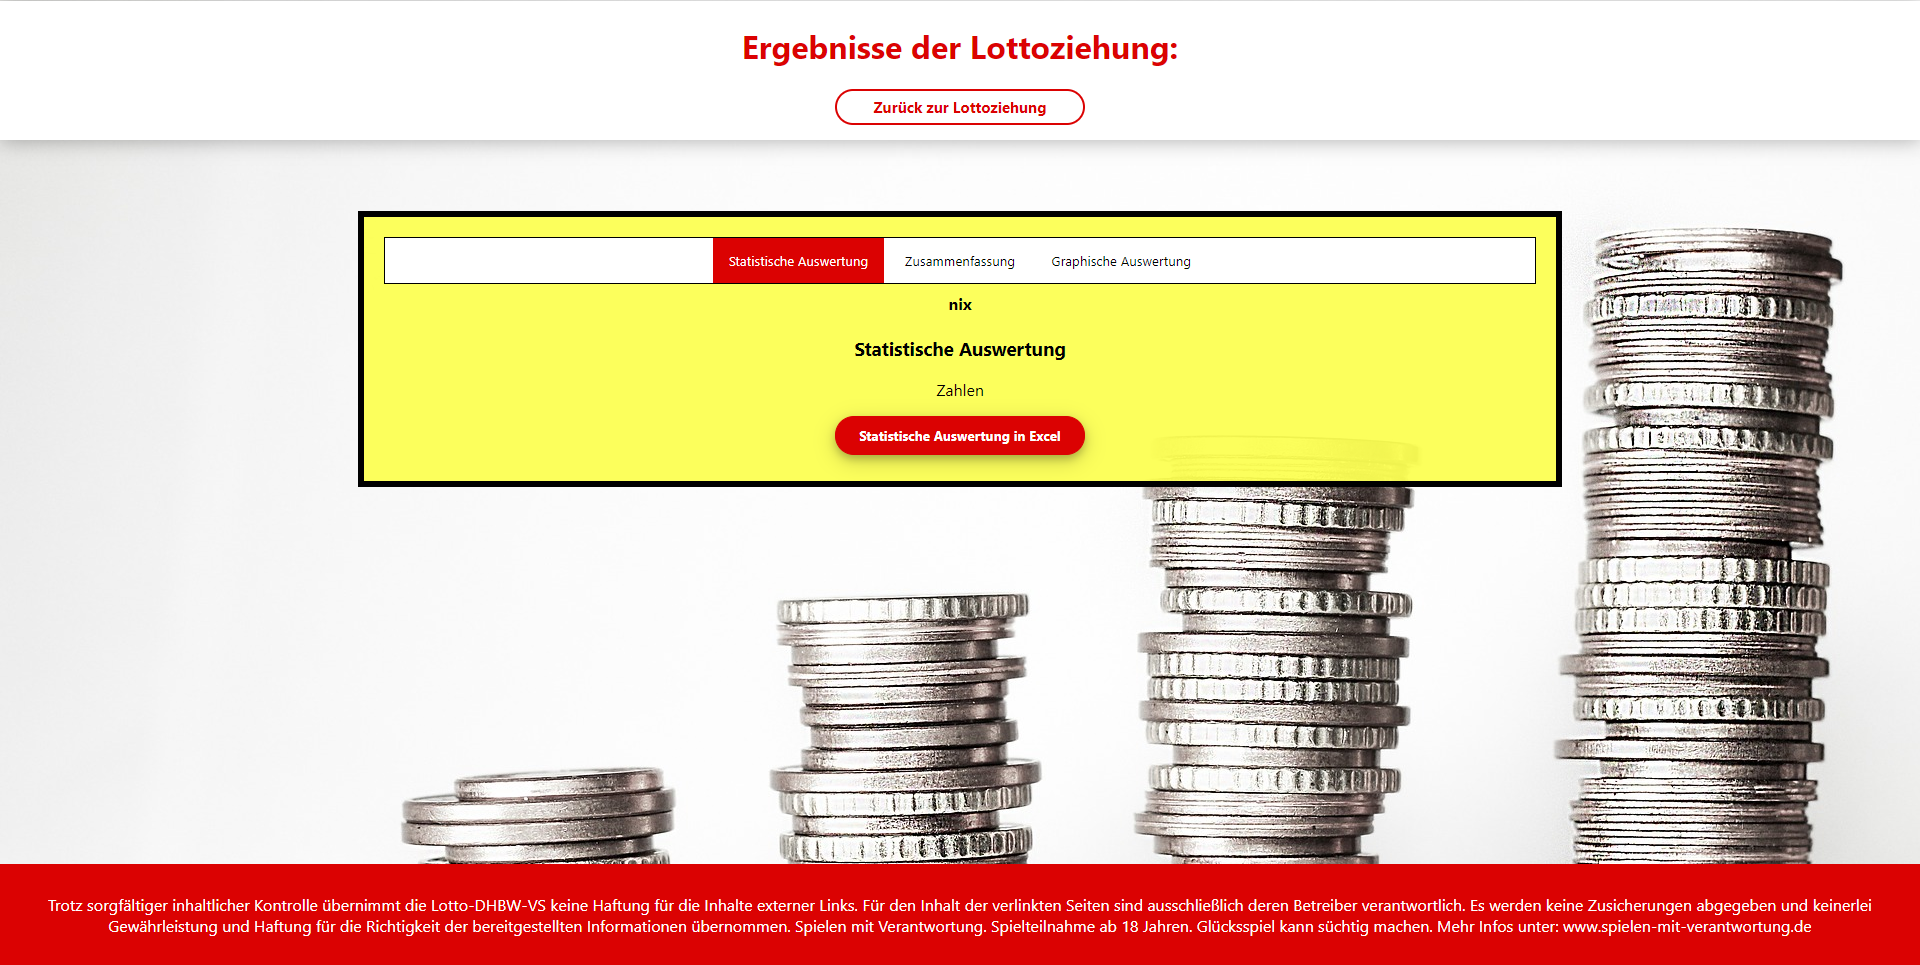 Ergebnisse der Lottoziehung:
Zurück zur Lottoziehung
Statistische Auswertung Zusammenfassung Graphische Auswertung
nix
Statistische Auswertung
Zahlen
Statistische Auswertung in Excel
Trotz sorgfältiger inhaltlicher Kontrolle übernimmt die Lotto-DHBW-VS keine Haftung für die Inhalte externer Links. Für den Inhalt der verlinkten Seiten sind ausschließlich deren Betreiber verantwortlich. Es werden keine Zusicherungen abgegeben und keinerlei
Gewährleistung und Haftung für die Richtigkeit der bereitgestellten Informationen übernommen. Spielen mit Verantwortung. Spielteilnahme ab 18 Jahren. Glücksspiel kann süchtig machen. Mehr Infos unter: www.spielen-mit-verantwortung.de